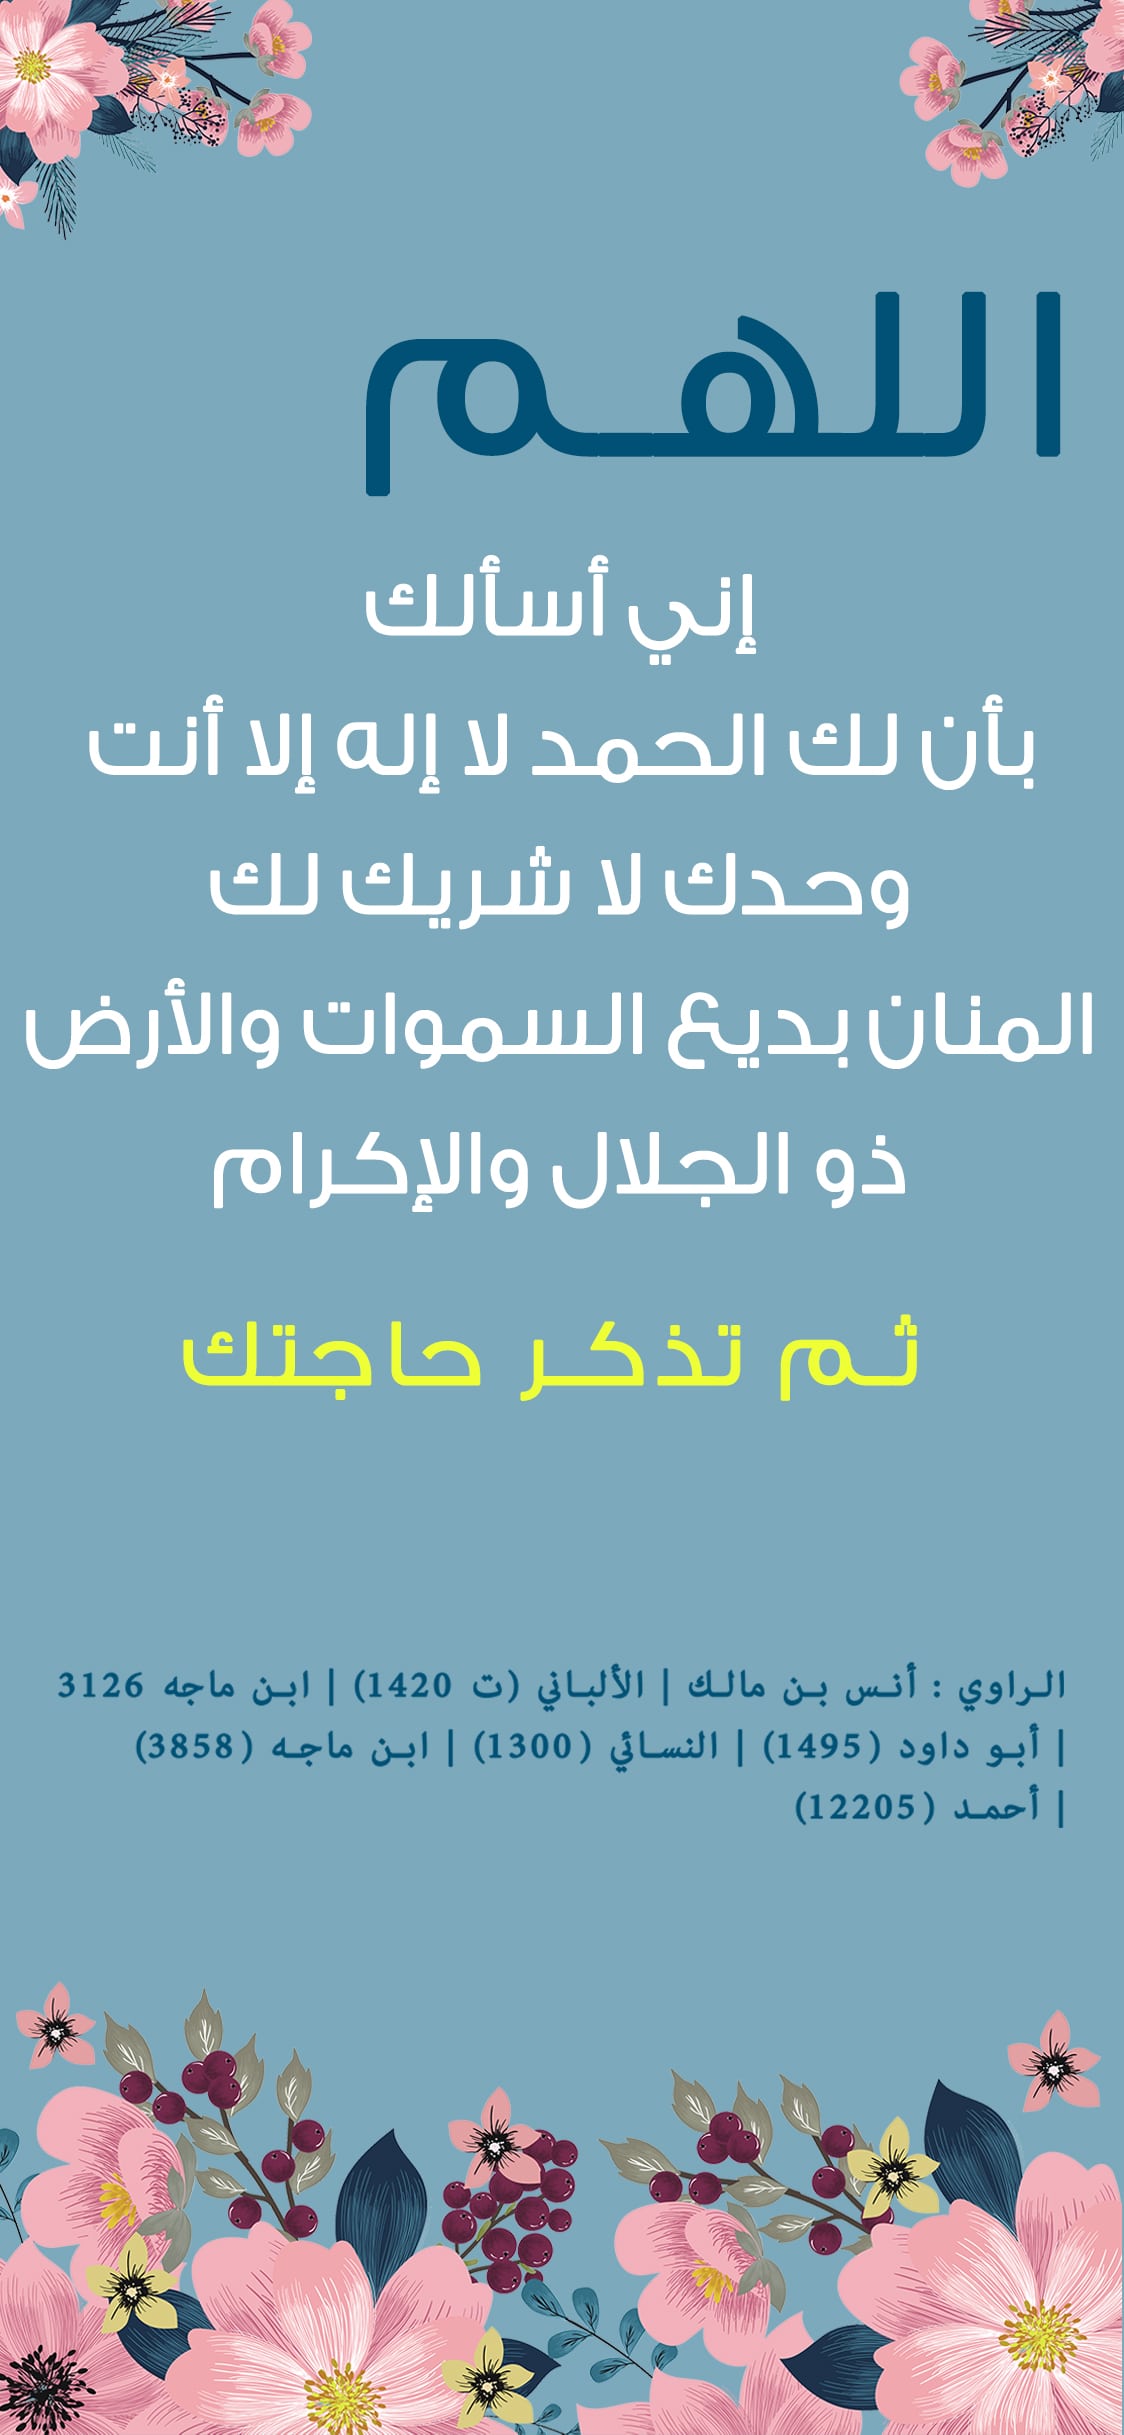 اللهم
إني أسألك
بأن لك الحمد لا إله إلا أنت
وحدك لا شريك لك
المنان بديع السموات والأرض
ذو الجلال والإكرام
ثم تذكر حاجتك
الراوي : أنس بن مالك | الألباني (ت 1420) | ابن ماجه 3126
| أبو داود (1495) | النسائي (1300) | ابن ماجه (3858)
| أحمد (12205)